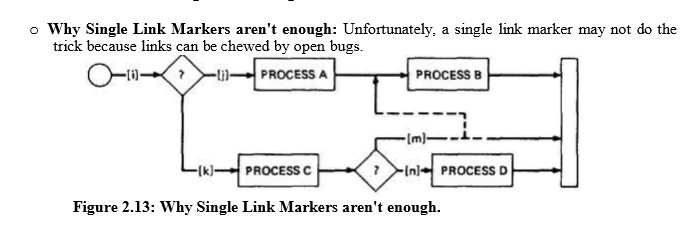 o Why Single Link Markers aren't enough: Unfortunately, a single link marker may not do the
trick because links can be chewed by open bugs.
[i] ? [j] PROCESS A PROCESS B
[m]
[k] PROCESS C ? [n] PROCESS D
Figure 2.13: Why Single Link Markers aren't enough.